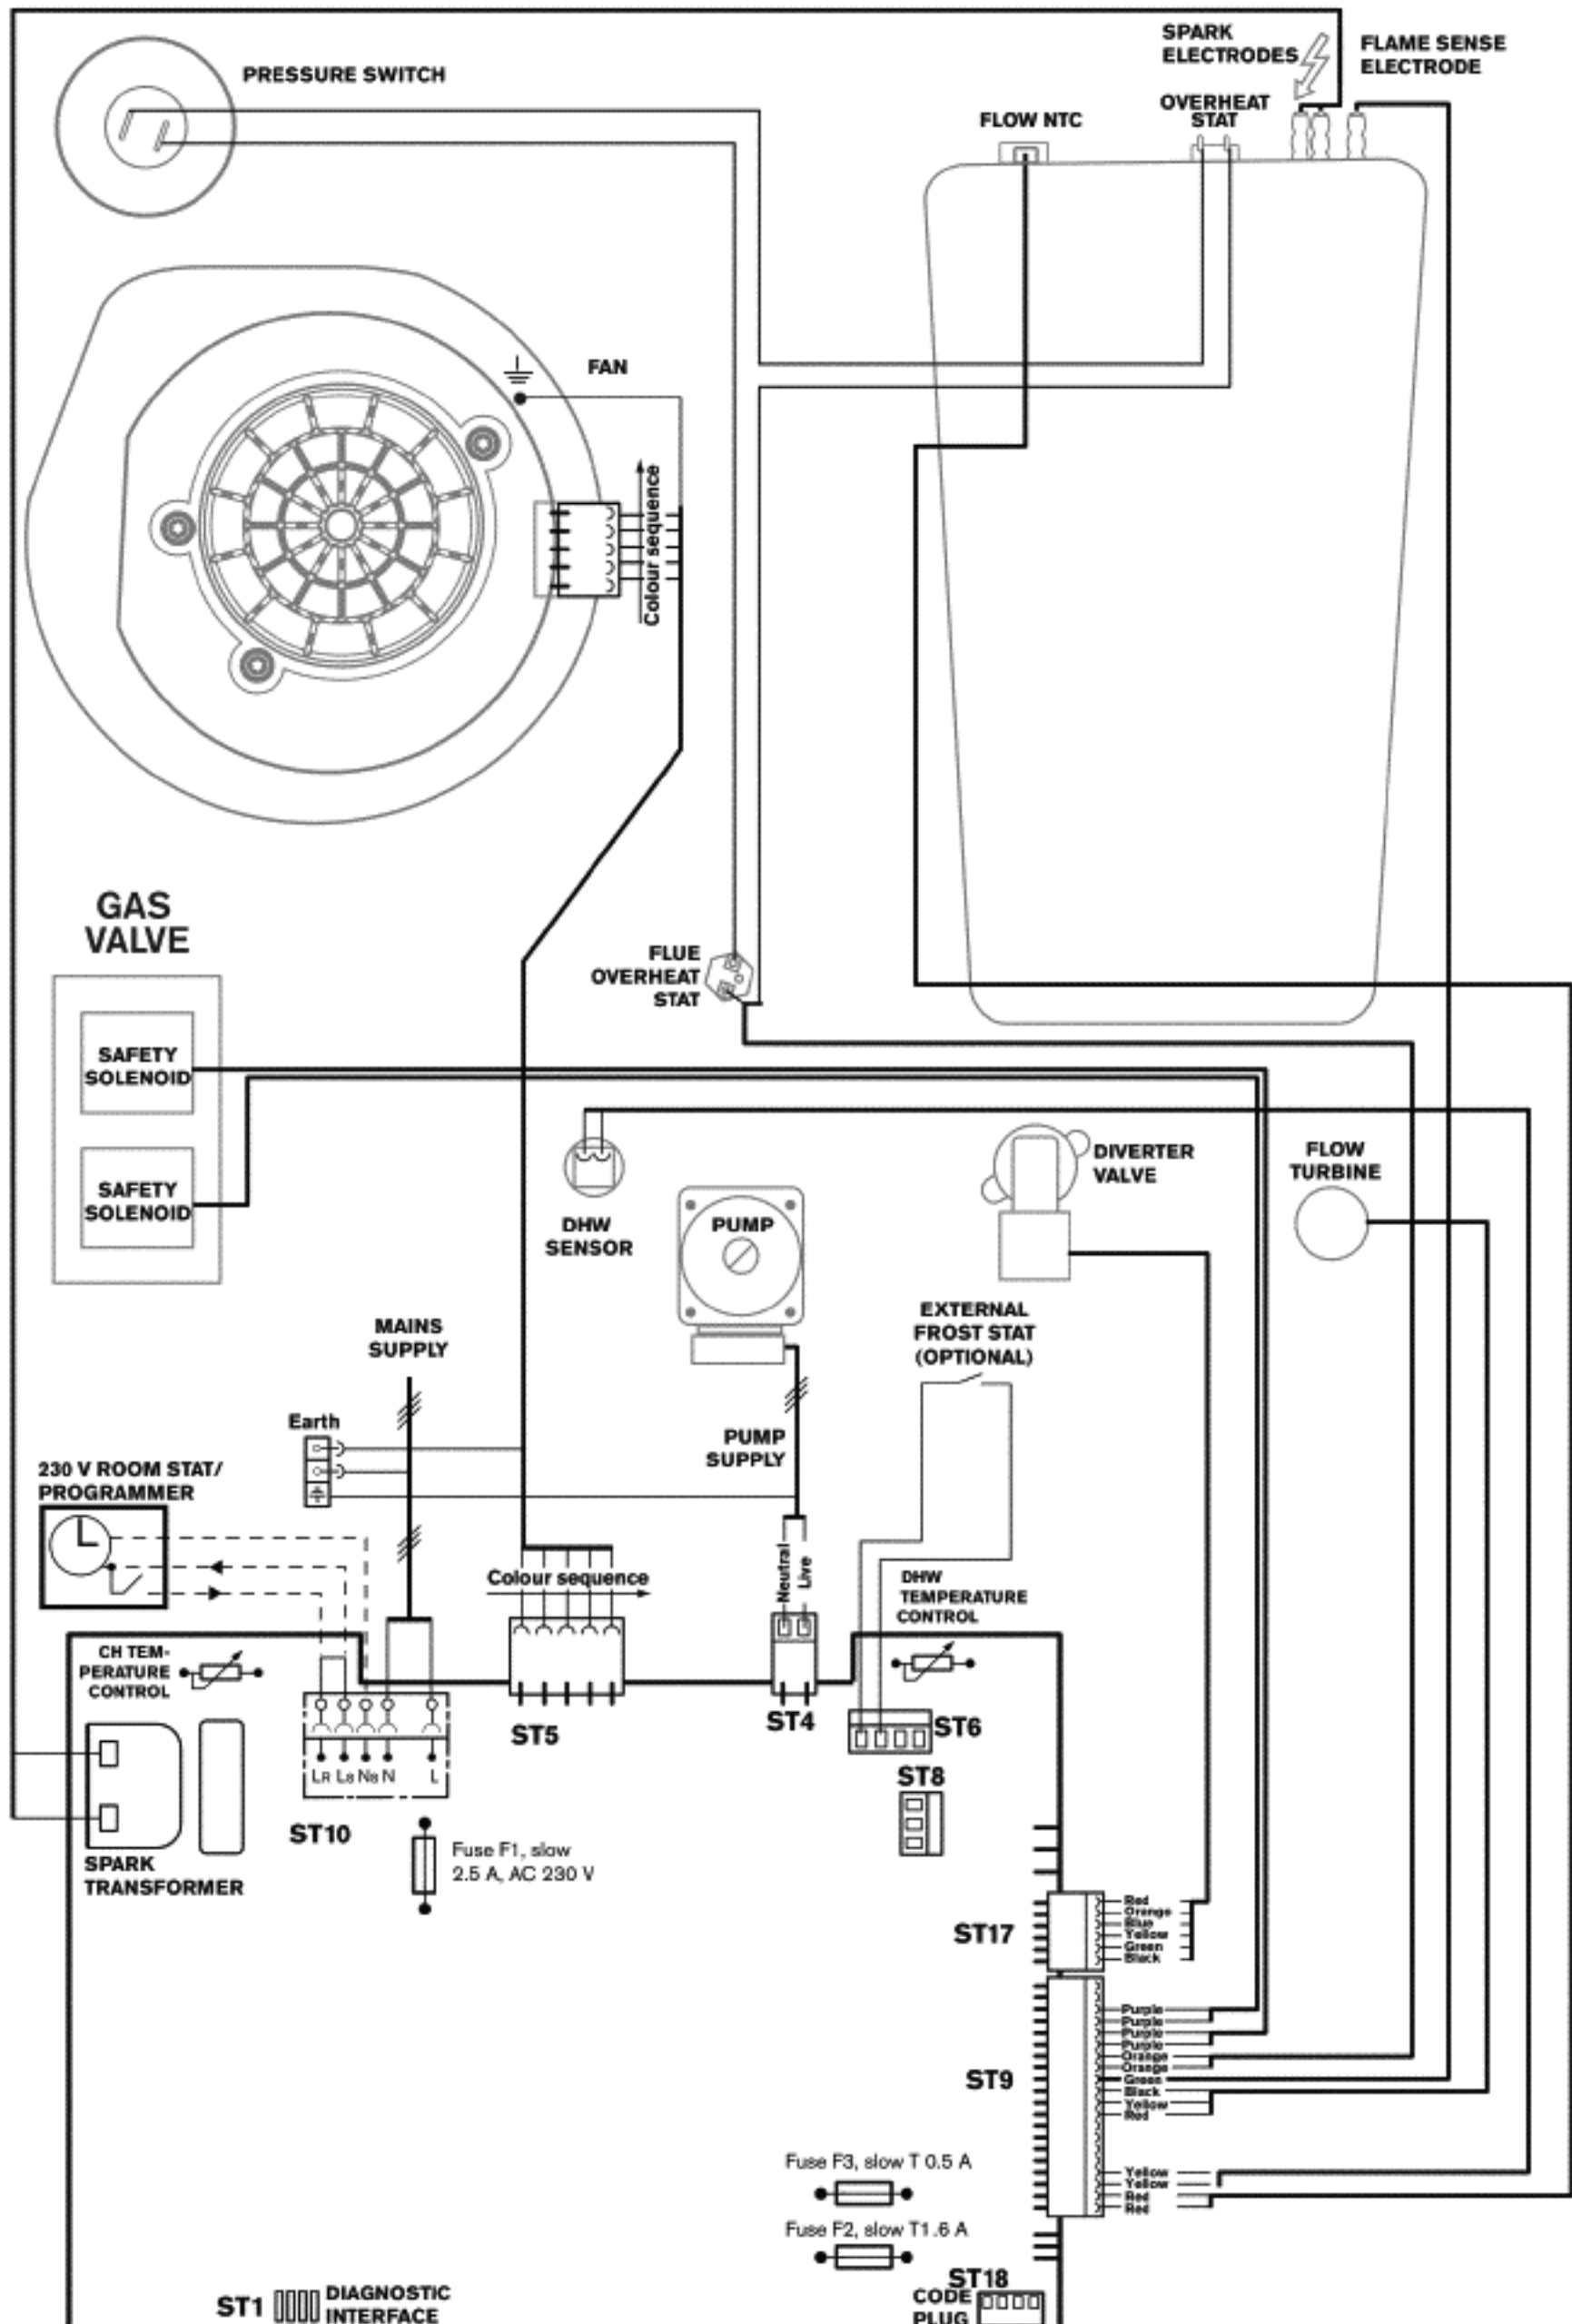 SPARK
ELECTRODES
FLAME SENSE
ELECTRODE
PRESSURE SWITCH
OVERHEAT
STAT
FLOW NTC
FAN
Colour sequence
GAS
VALVE
FLUE
OVERHEAT
STAT
SAFETY
SOLENOID
SAFETY
SOLENOID
DHW
SENSOR
PUMP
DIVERTER
VALVE
FLOW
TURBINE
MAINS
SUPPLY
EXTERNAL
FROST STAT
(OPTIONAL)
Earth
PUMP
SUPPLY
230 V ROOM STAT/
PROGRAMMER
Colour sequence
Neutral
Live
DHW
TEMPERATURE
CONTROL
CH TEM-
PERATURE
CONTROL
ST5
ST4
ST6
LR LS NS N L
ST8
ST10
Fuse F1, slow
2.5 A, AC 230 V
SPARK
TRANSFORMER
ST17
Red
Orange
Blue
Yellow
Green
Black
ST9
Purple
Purple
Purple
Purple
Orange
Orange
Green
Black
Yellow
Red
Yellow
Yellow
Red
Red
Fuse F3, slow T 0.5 A
Fuse F2, slow T1.6 A
ST18
CODE
PLUG
ST1
DIAGNOSTIC
INTERFACE